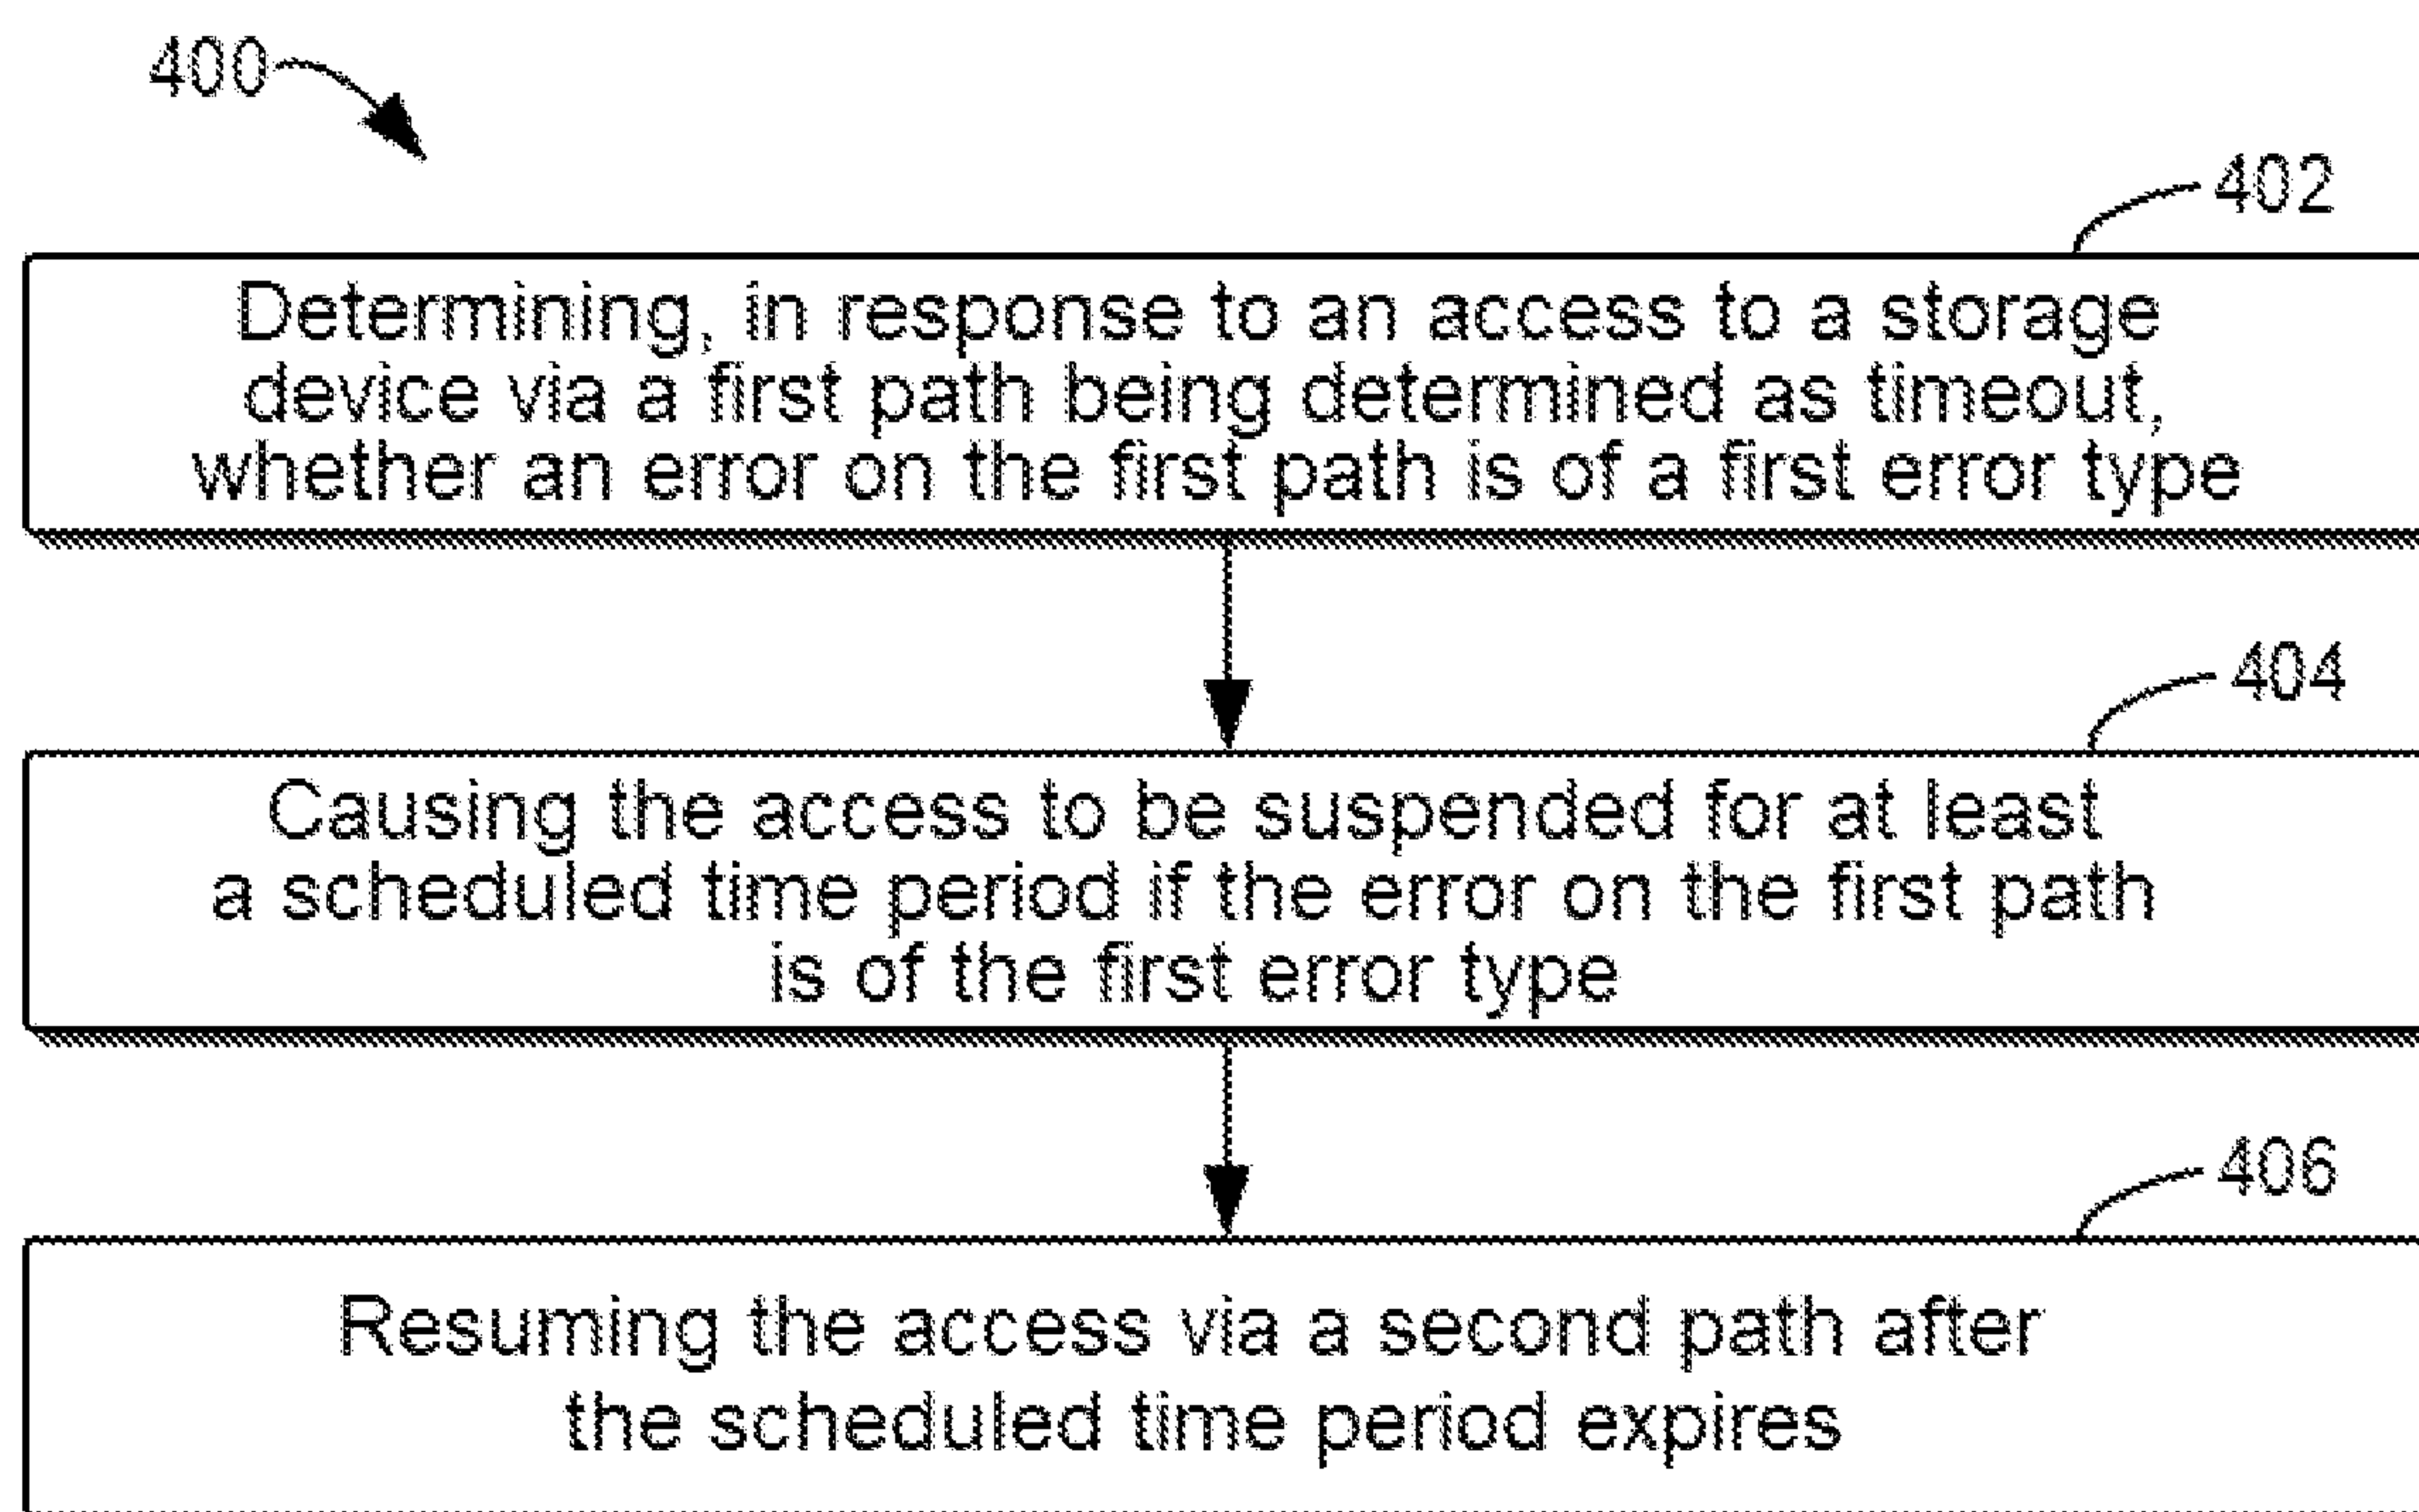 400
402
Determining, in response to an access to a storage
device via a first path being determined as timeout,
whether an error on the first path is of a first error type
404
Causing the access to be suspended for at least
a scheduled time period if the error on the first path
is of the first error type
406
Resuming the access via a second path after
the scheduled time period expires